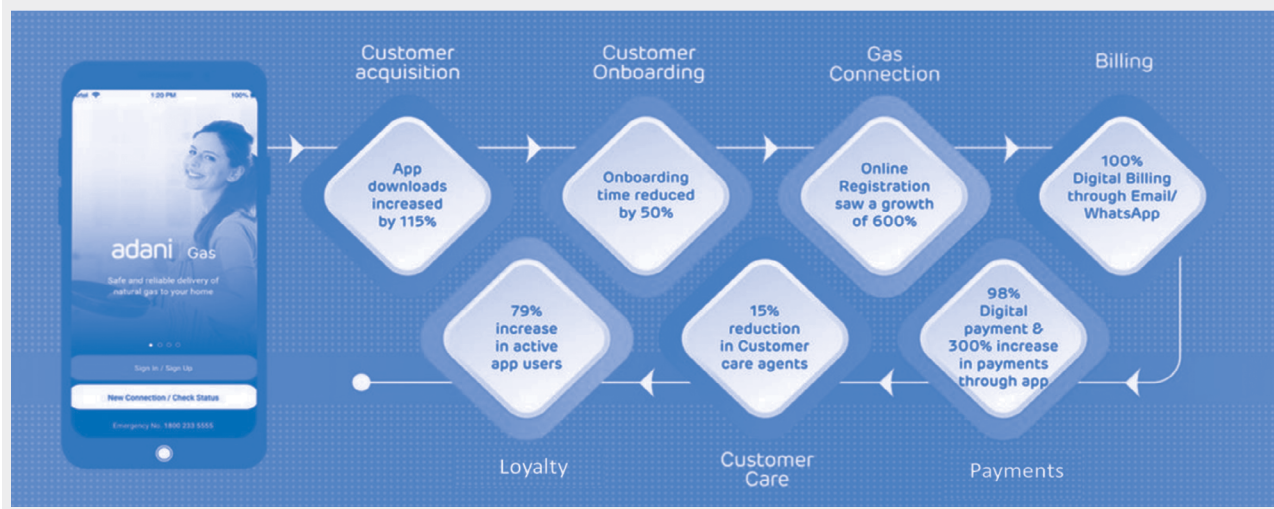 Customer
acquisition
Customer
Onboarding
Gas
Connection
Billing
1:20 PM
100%
adani Gas
Safe and reliable delivery of
natural gas to your home
Sign In / Sign Up
New Connection / Check Status
Emergency No. 1800 233 5555
App
downloads
increased
by 115%
Onboarding
time reduced
by 50%
Online
Registration
saw a growth
of 600%
100%
Digital Billing
through Email/
WhatsApp
98%
Digital
payment &
300% increase
in payments
through app
15%
reduction
in Customer
care agents
79%
increase
in active
app users
Payments
Customer
Care
Loyalty